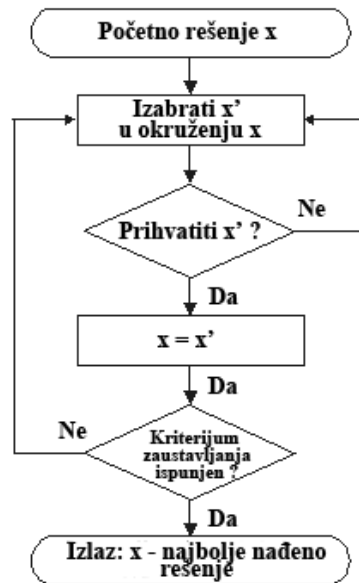 Početno rešenje x
Izabrati x’
u okruženju x
Ne
Prihvatiti x’ ?
Da
x = x’
Da
Ne
Kriterijum
zaustavljanja
ispunjen ?
Da
Izlaz: x - najbolje nađeno
rešenje